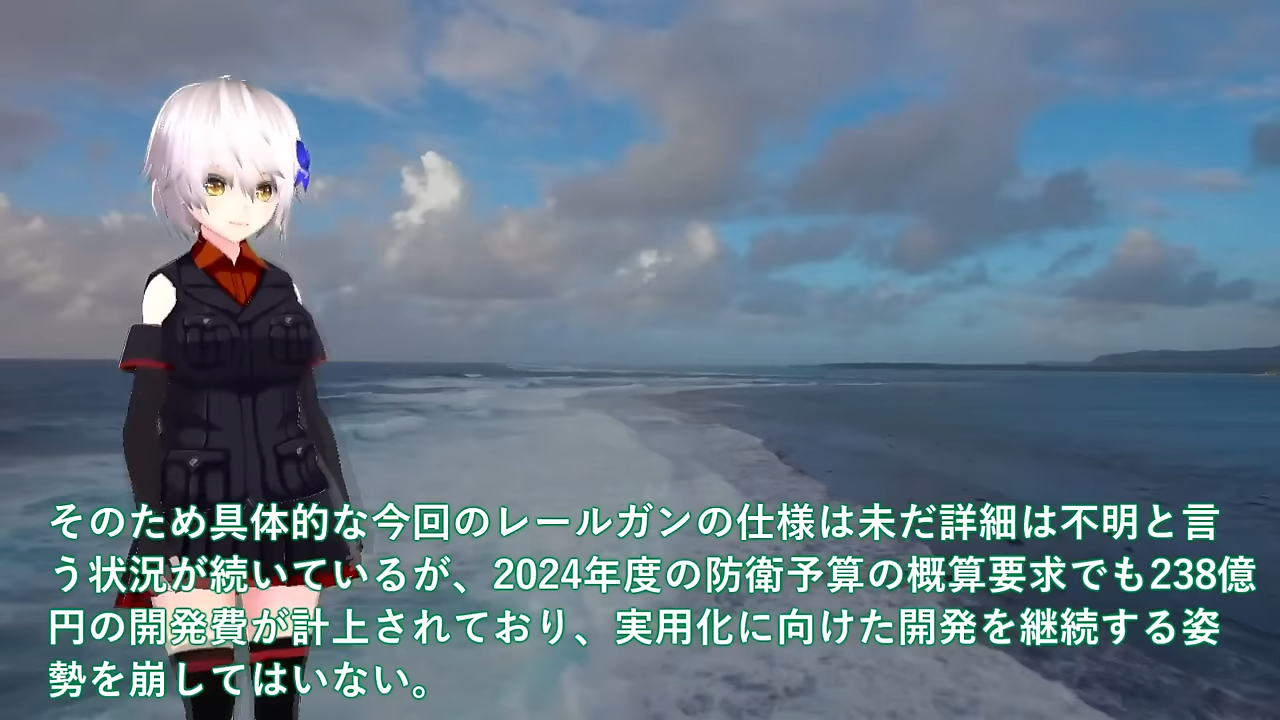 そのため具体的な今回のレールガンの仕様は未だ詳細は不明と言
う状況が続いているが、2024年度の防衛予算の概算要求でも238億
円の開発費が計上されており、実用化に向けた開発を継続する姿
勢を崩してはいない。